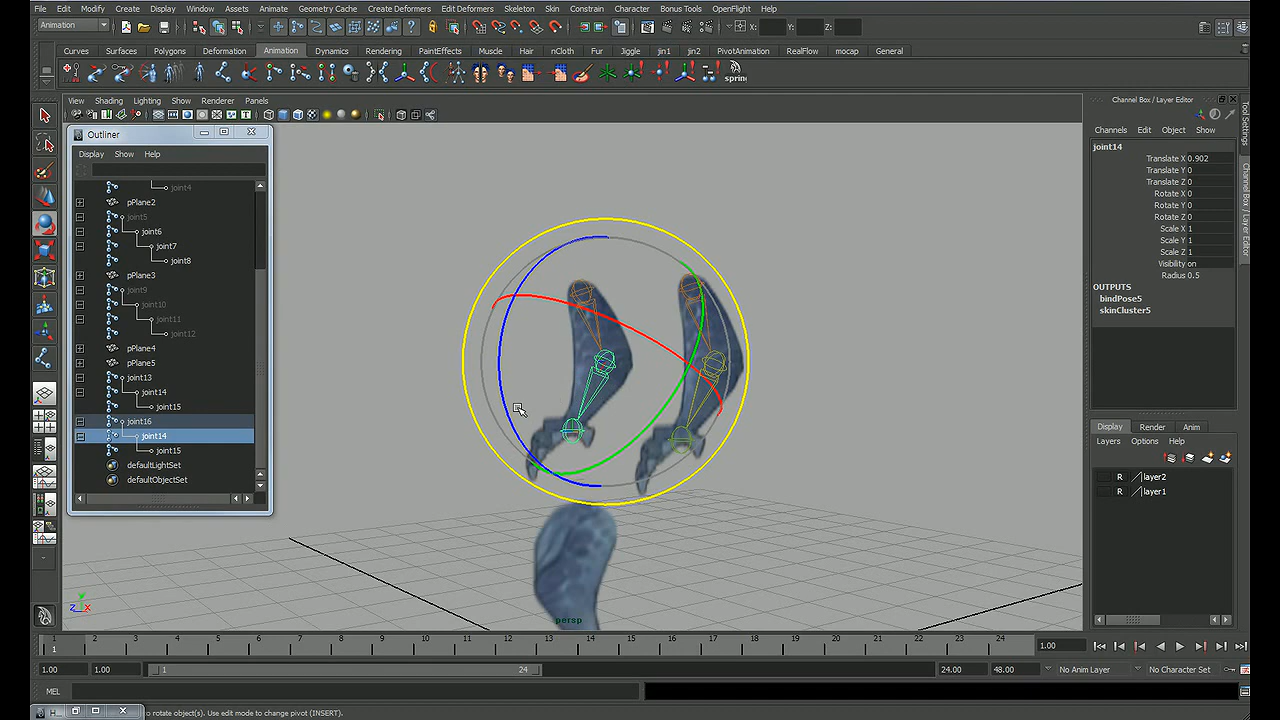 File Edit Modify Create Display Window Assets Animate Geometry Cache Create Deformers Edit Deformers Skeleton Skin Constrain Character Bonus Tools OpenFlight Help
Animation X: Y: Z:
Curves Surfaces Polygons Deformation Animation Dynamics Rendering PaintEffects Muscle Hair nCloth Fur Jiggle jin1 jin2 PivotAnimation RealFlow mocap General
sprin
View Shading Lighting Show Renderer Panels
Outliner
Display Show Help
joint4
pPlane2
joint5
joint6
joint7
joint8
pPlane3
joint9
joint10
joint11
joint12
pPlane4
pPlane5
joint13
joint14
joint15
joint16
joint14
joint15
defaultLightSet
defaultObjectSet
y
z x
persp
Channel Box / Layer Editor
Channels Edit Object Show
joint14
Translate X 0.902
Translate Y 0
Translate Z 0
Rotate X 0
Rotate Y 0
Rotate Z 0
Scale X 1
Scale Y 1
Scale Z 1
Visibility on
Radius 0.5
OUTPUTS
bindPose5
skinCluster5
Display Render Anim
Layers Options Help
R layer2
R layer1
Tool Settings
Channel Box / Layer Editor
1 2 3 4 5 6 7 8 9 10 11 12 13 14 15 16 17 18 19 20 21 22 23 24
1 1.00
1.00 1.00 1 24 24.00 48.00 No Anim Layer No Character Set
MEL
o rotate object(s). Use edit mode to change pivot (INSERT).